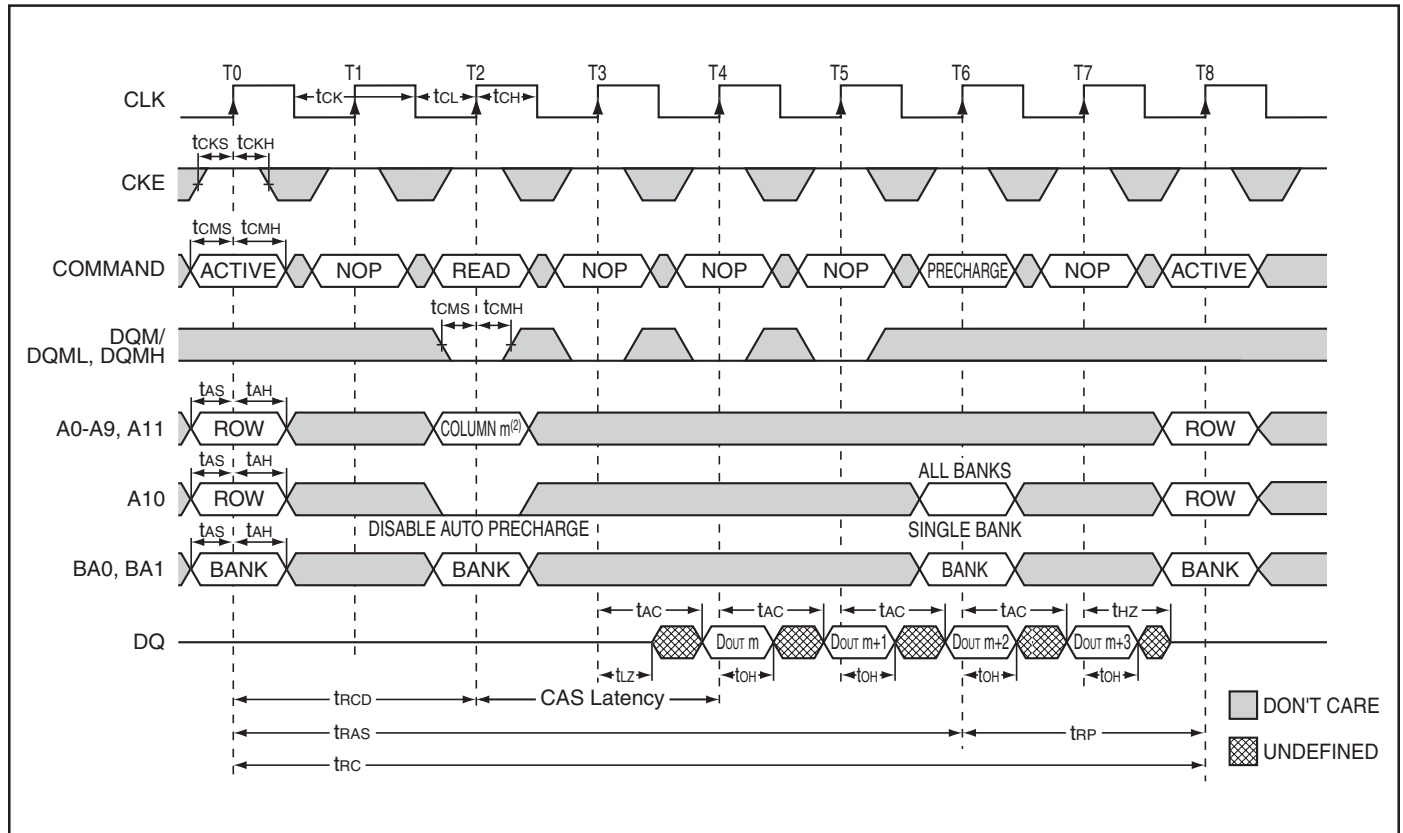 T0 T1 T2 T3 T4 T5 T6 T7 T8
CLK tCK tCL tCH
tCKS tCKH
CKE
tCMS tCMH
COMMAND ACTIVE NOP READ NOP NOP NOP PRECHARGE NOP ACTIVE
tCMS tCMH
DQM/
DQML, DQMH
tAS tAH
A0-A9, A11 ROW COLUMN m(2) ROW
tAS tAH ALL BANKS
A10 ROW ROW
DISABLE AUTO PRECHARGE SINGLE BANK
tAS tAH
BA0, BA1 BANK BANK BANK BANK
tAC tAC tAC tAC tHZ
DQ DOUT m DOUT m+1 DOUT m+2 DOUT m+3
tLZ tOH tOH tOH tOH
tRCD CAS Latency
DON'T CARE
tRAS tRP
UNDEFINED
tRC